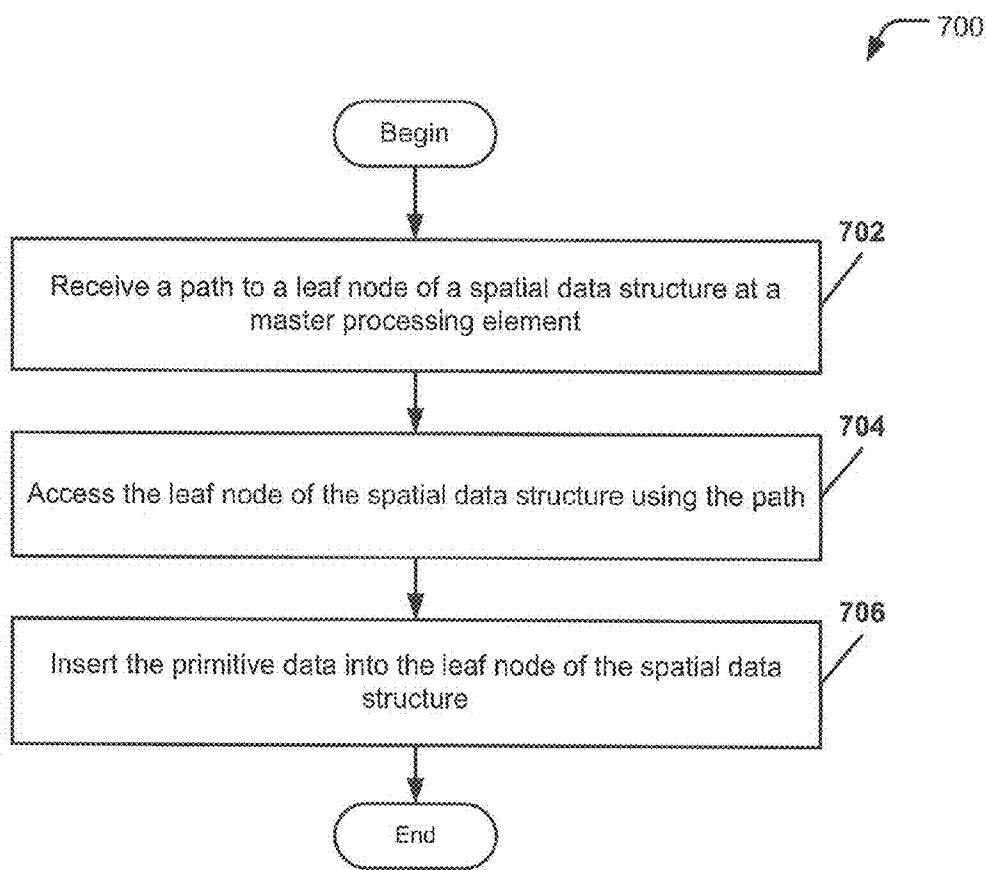 700
Begin
702
Receive a path to a leaf node of a spatial data structure at a
master processing element
704
Access the leaf node of the spatial data structure using the path
706
Insert the primitive data into the leaf node of the spatial data
structure
End